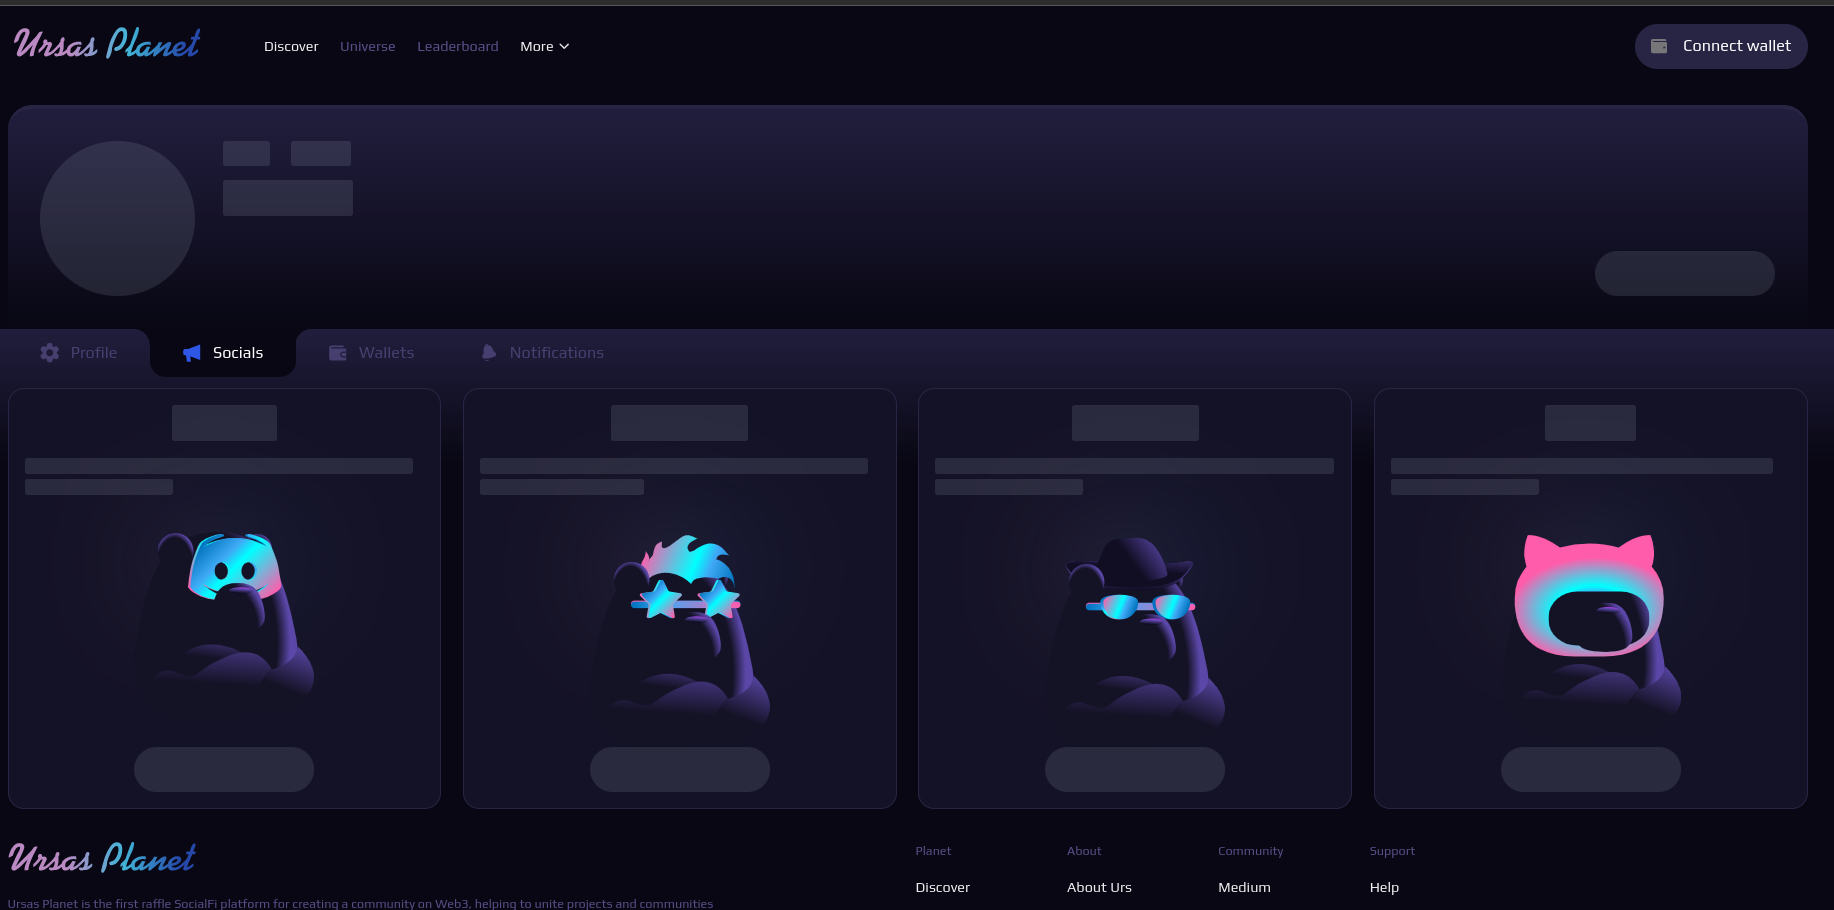 Ursas Planet
Discover Universe Leaderboard More
Connect wallet
Profile Socials Wallets Notifications
Ursas Planet
Ursas Planet is the first raffle SocialFi platform for creating a community on Web3, helping to unite projects and communities
Planet About Community Support
Discover About Urs Medium Help